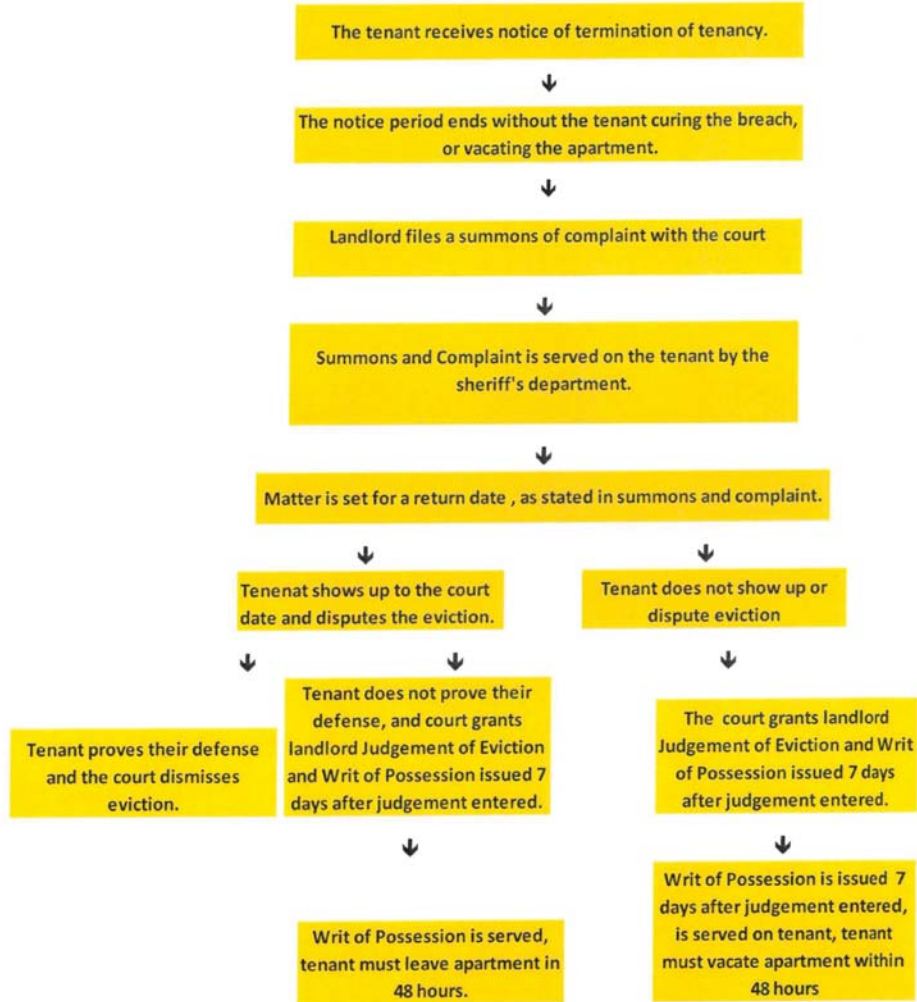 The tenant receives notice of termination of tenancy.
The notice period ends without the tenant curing the breach,
or vacating the apartment.
Landlord files a summons of complaint with the court
Summons and Complaint is served on the tenant by the
sheriff's department.
Matter is set for a return date , as stated in summons and complaint.
Tenenat shows up to the court
date and disputes the eviction.
Tenant does not show up or
dispute eviction
Tenant proves their defense
and the court dismisses
eviction.
Tenant does not prove their
defense, and court grants
landlord Judgement of Eviction
and Writ of Possession issued 7
days after judgement entered.
The court grants landlord
Judgement of Eviction and Writ
of Possession issued 7 days
after judgement entered.
Writ of Possession is served,
tenant must leave apartment in
48 hours.
Writ of Possession is issued 7
days after judgement entered,
is served on tenant, tenant
must vacate apartment within
48 hours